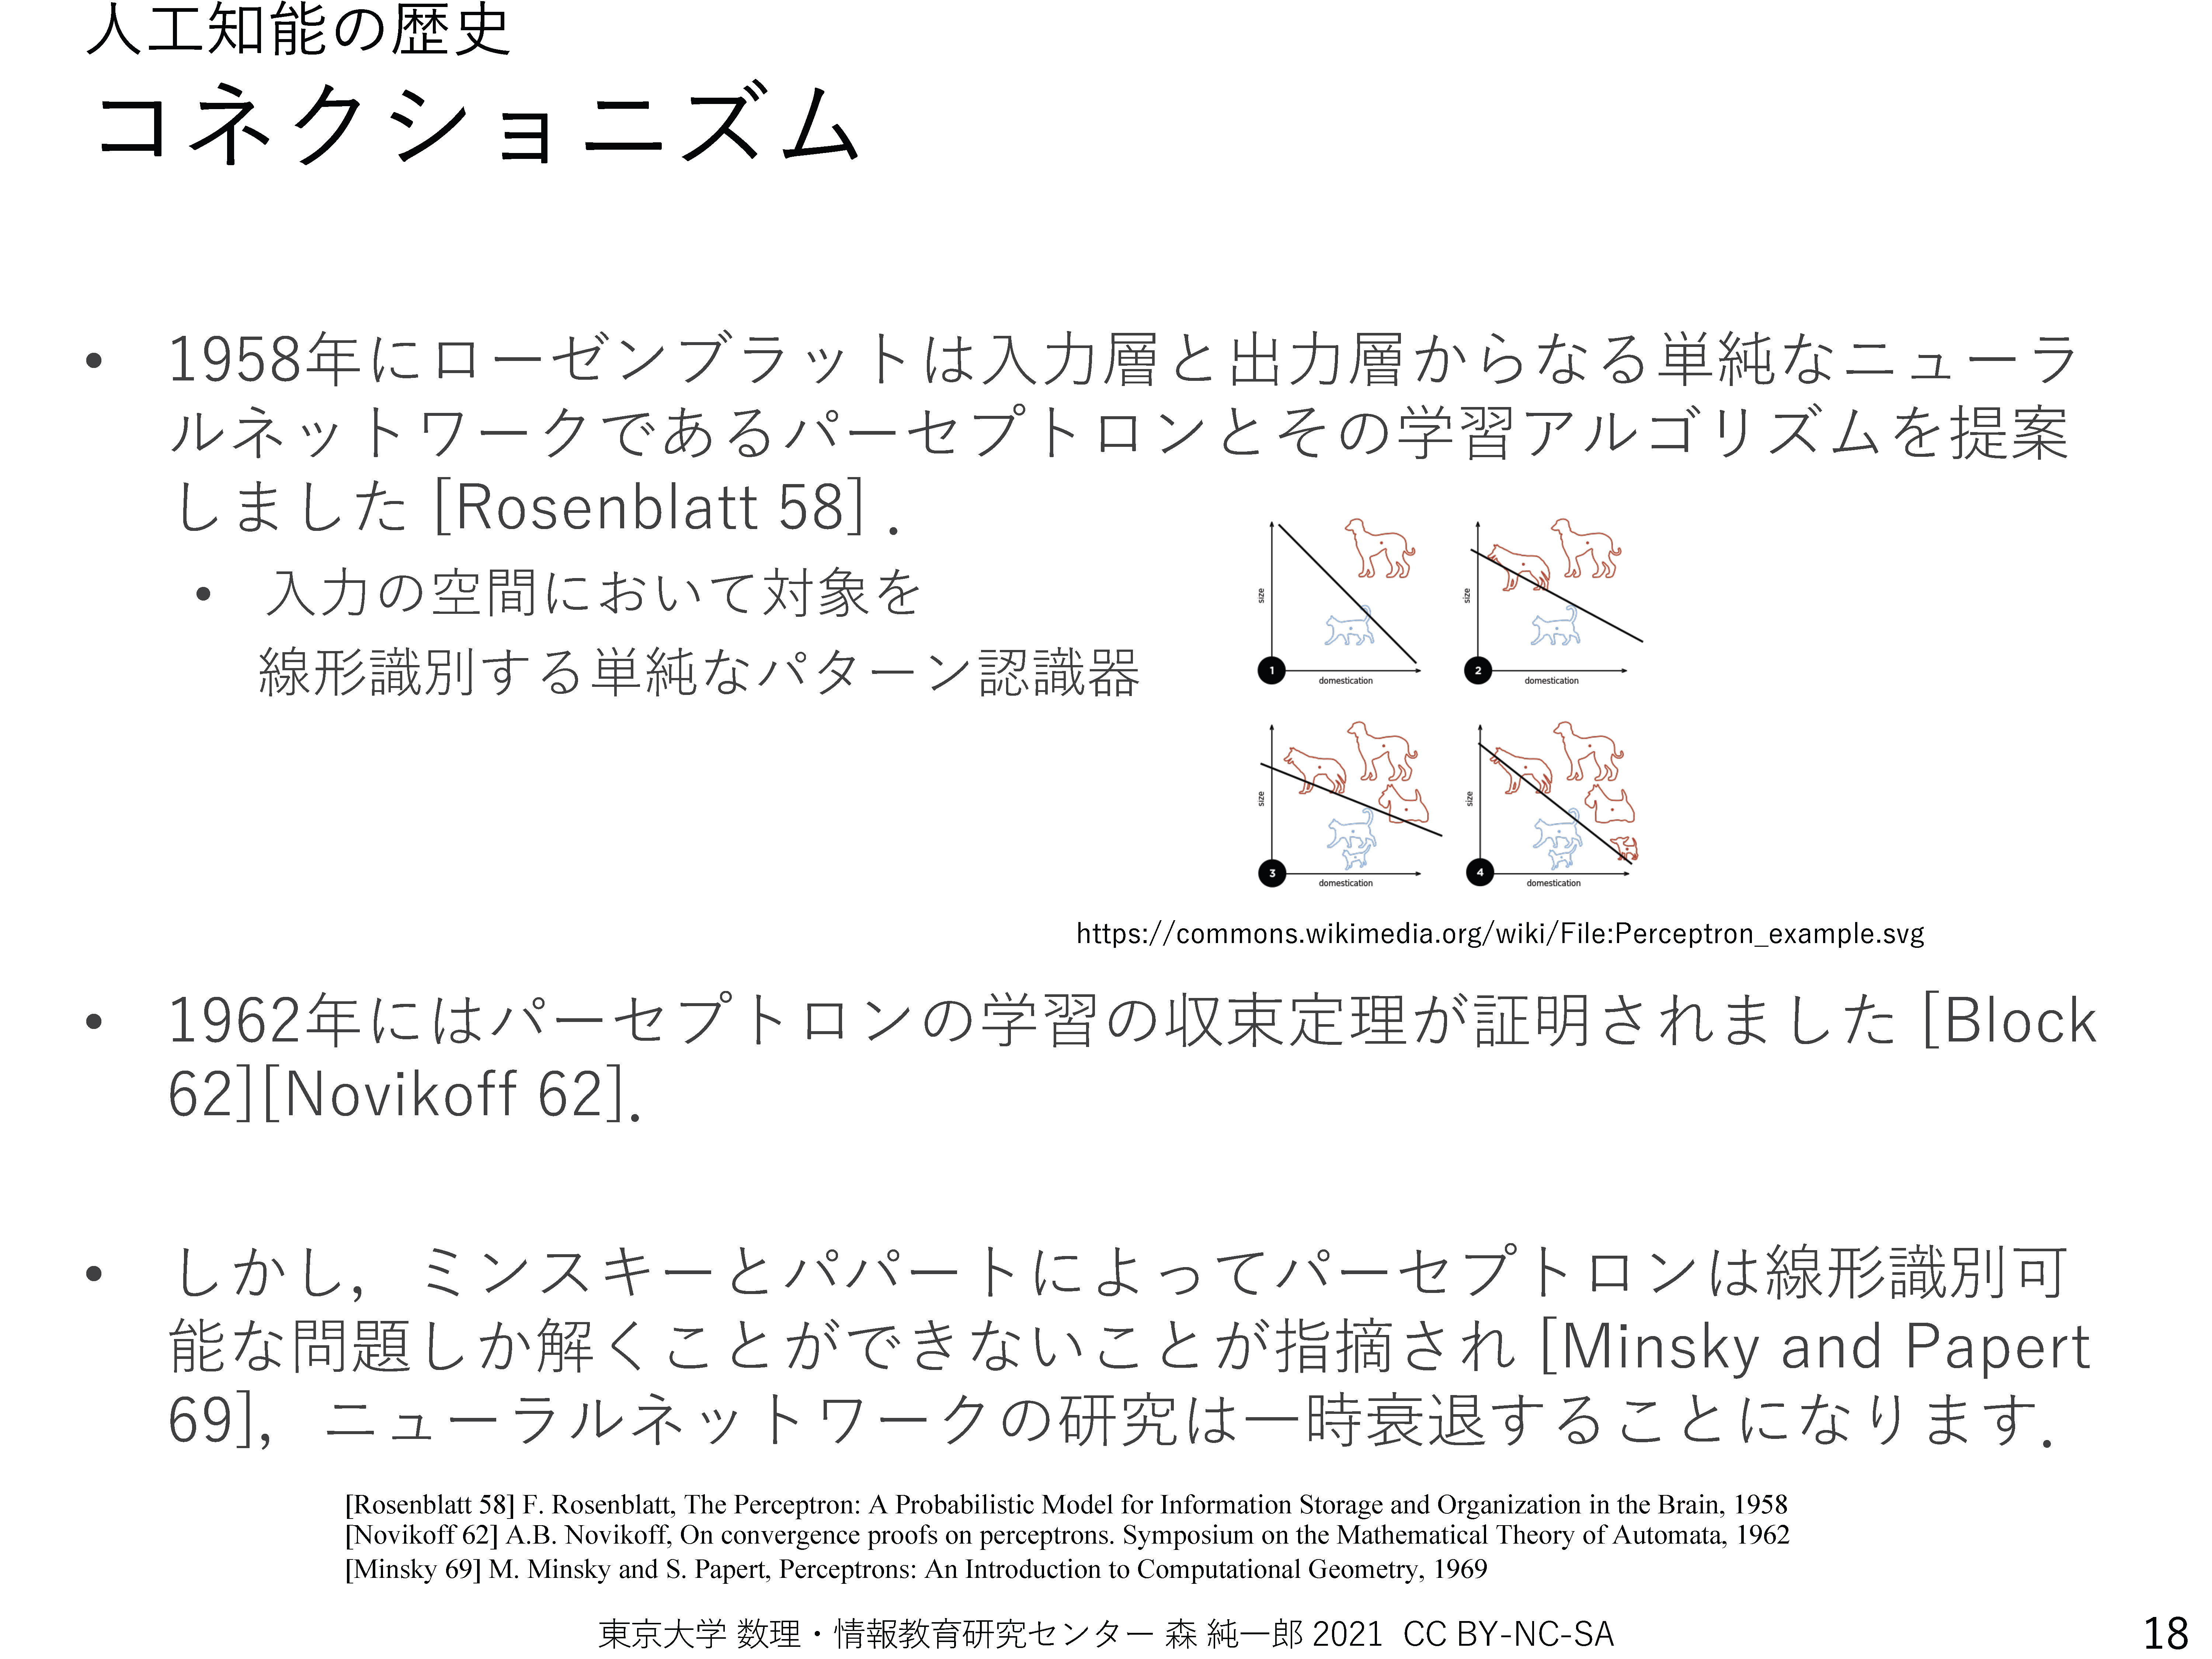 人工知能の歴史
コネクショニズム
• 1958年にローゼンブラットは入力層と出力層からなる単純なニューラ
ルネットワークであるパーセプトロンとその学習アルゴリズムを提案
しました [Rosenblatt 58] .
• 入力の空間において対象を
線形識別する単純なパターン認識器
size
1
domestication
size
2
domestication
size
3
domestication
size
4
domestication
https://commons.wikimedia.org/wiki/File:Perceptron_example.svg
• 1962年にはパーセプトロンの学習の収束定理が証明されました [Block
62][Novikoff 62].
• しかし，ミンスキーとパパートによってパーセプトロンは線形識別可
能な問題しか解くことができないことが指摘され [Minsky and Papert
69]，ニューラルネットワークの研究は一時衰退することになります．
[Rosenblatt 58] F. Rosenblatt, The Perceptron: A Probabilistic Model for Information Storage and Organization in the Brain, 1958
[Novikoff 62] A.B. Novikoff, On convergence proofs on perceptrons. Symposium on the Mathematical Theory of Automata, 1962
[Minsky 69] M. Minsky and S. Papert, Perceptrons: An Introduction to Computational Geometry, 1969
東京大学 数理・情報教育研究センター 森 純一郎 2021 CC BY-NC-SA
18